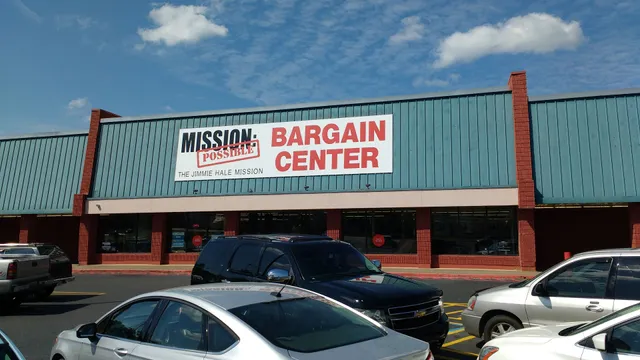 MISSION:
POSSIBLE
THE JIMMIE HALE MISSION
BARGAIN
CENTER